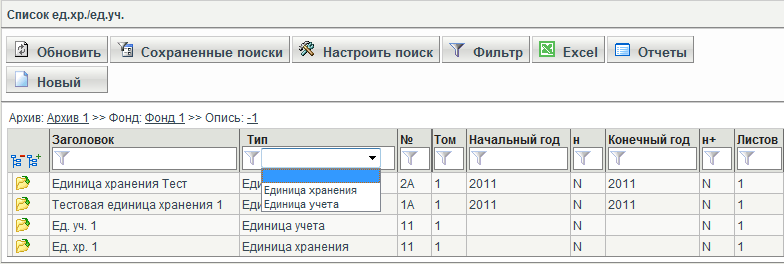 Список ед.хр./ед.уч.
Обновить Сохраненные поиски Настроить поиск Фильтр Excel Отчеты
Новый
Архив: Архив 1 >> Фонд: Фонд 1 >> Опись: -1
Заголовок Тип № Том Начальный год н Конечный год н+ Листов
Единица хранения Тест Еди 2А 1 2011 N 2011 N 1
Единица хранения
Тестовая единица хранения 1 Еди 1А 1 2011 N 2011 N 1
Единица учета
Ед. уч. 1 Единица учета 11 1 N N 1
Ед. хр. 1 Единица хранения 11 1 N N 1